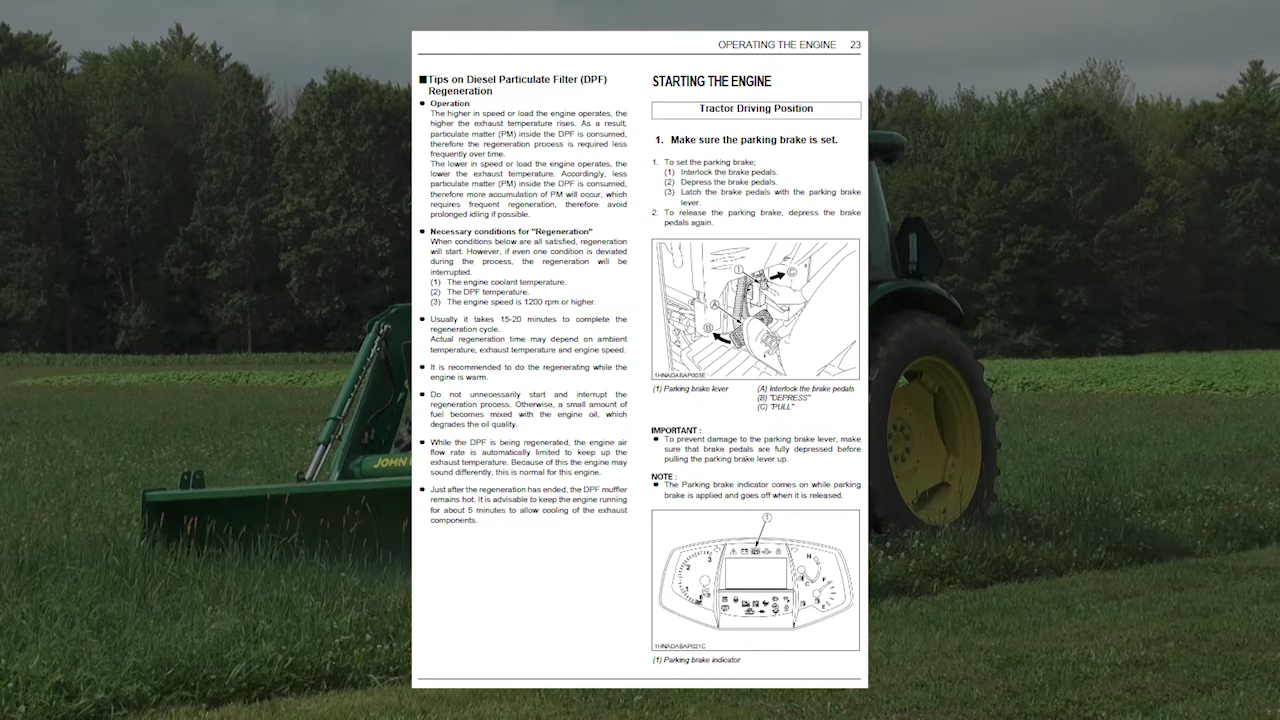 OPERATING THE ENGINE 23
■Tips on Diesel Particulate Filter (DPF)
Regeneration
● Operation
The higher in speed or load the engine operates, the
higher the exhaust temperature rises. As a result,
particulate matter (PM) inside the DPF is consumed,
therefore the regeneration process is required less
frequently over time.
The lower in speed or load the engine operates, the
lower the exhaust temperature. Accordingly, less
particulate matter (PM) inside the DPF is consumed,
therefore more accumulation of PM will occur, which
requires frequent regeneration, therefore avoid
prolonged idling if possible.
● Necessary conditions for "Regeneration"
When conditions below are all satisfied, regeneration
will start. However, if even one condition is deviated
during the process, the regeneration will be
interrupted.
(1) The engine coolant temperature.
(2) The DPF temperature.
(3) The engine speed is 1200 rpm or higher.
● Usually it takes 15-20 minutes to complete the
regeneration cycle.
Actual regeneration time may depend on ambient
temperature, exhaust temperature and engine speed.
● It is recommended to do the regenerating while the
engine is warm.
● Do not unnecessarily start and interrupt the
regeneration process. Otherwise, a small amount of
fuel becomes mixed with the engine oil, which
degrades the oil quality.
● While the DPF is being regenerated, the engine air
flow rate is automatically limited to keep up the
exhaust temperature. Because of this the engine may
sound differently, this is normal for this engine.
● Just after the regeneration has ended, the DPF muffler
remains hot. It is advisable to keep the engine running
for about 5 minutes to allow cooling of the exhaust
components.
STARTING THE ENGINE
Tractor Driving Position
1. Make sure the parking brake is set.
1. To set the parking brake;
(1) Interlock the brake pedals.
(2) Depress the brake pedals.
(3) Latch the brake pedals with the parking brake
lever.
2. To release the parking brake, depress the brake
pedals again.
(1)
(C)
(A)
(B)
1HNADABAP003E
(1) Parking brake lever (A) Interlock the brake pedals
(B) "DEPRESS"
(C) "PULL"
IMPORTANT :
● To prevent damage to the parking brake lever, make
sure that brake pedals are fully depressed before
pulling the parking brake lever up.
NOTE :
● The Parking brake indicator comes on while parking
brake is applied and goes off when it is released.
(1)
3
2
1
H
C
F
E
1HNADABAP021C
(1) Parking brake indicator
JOHN